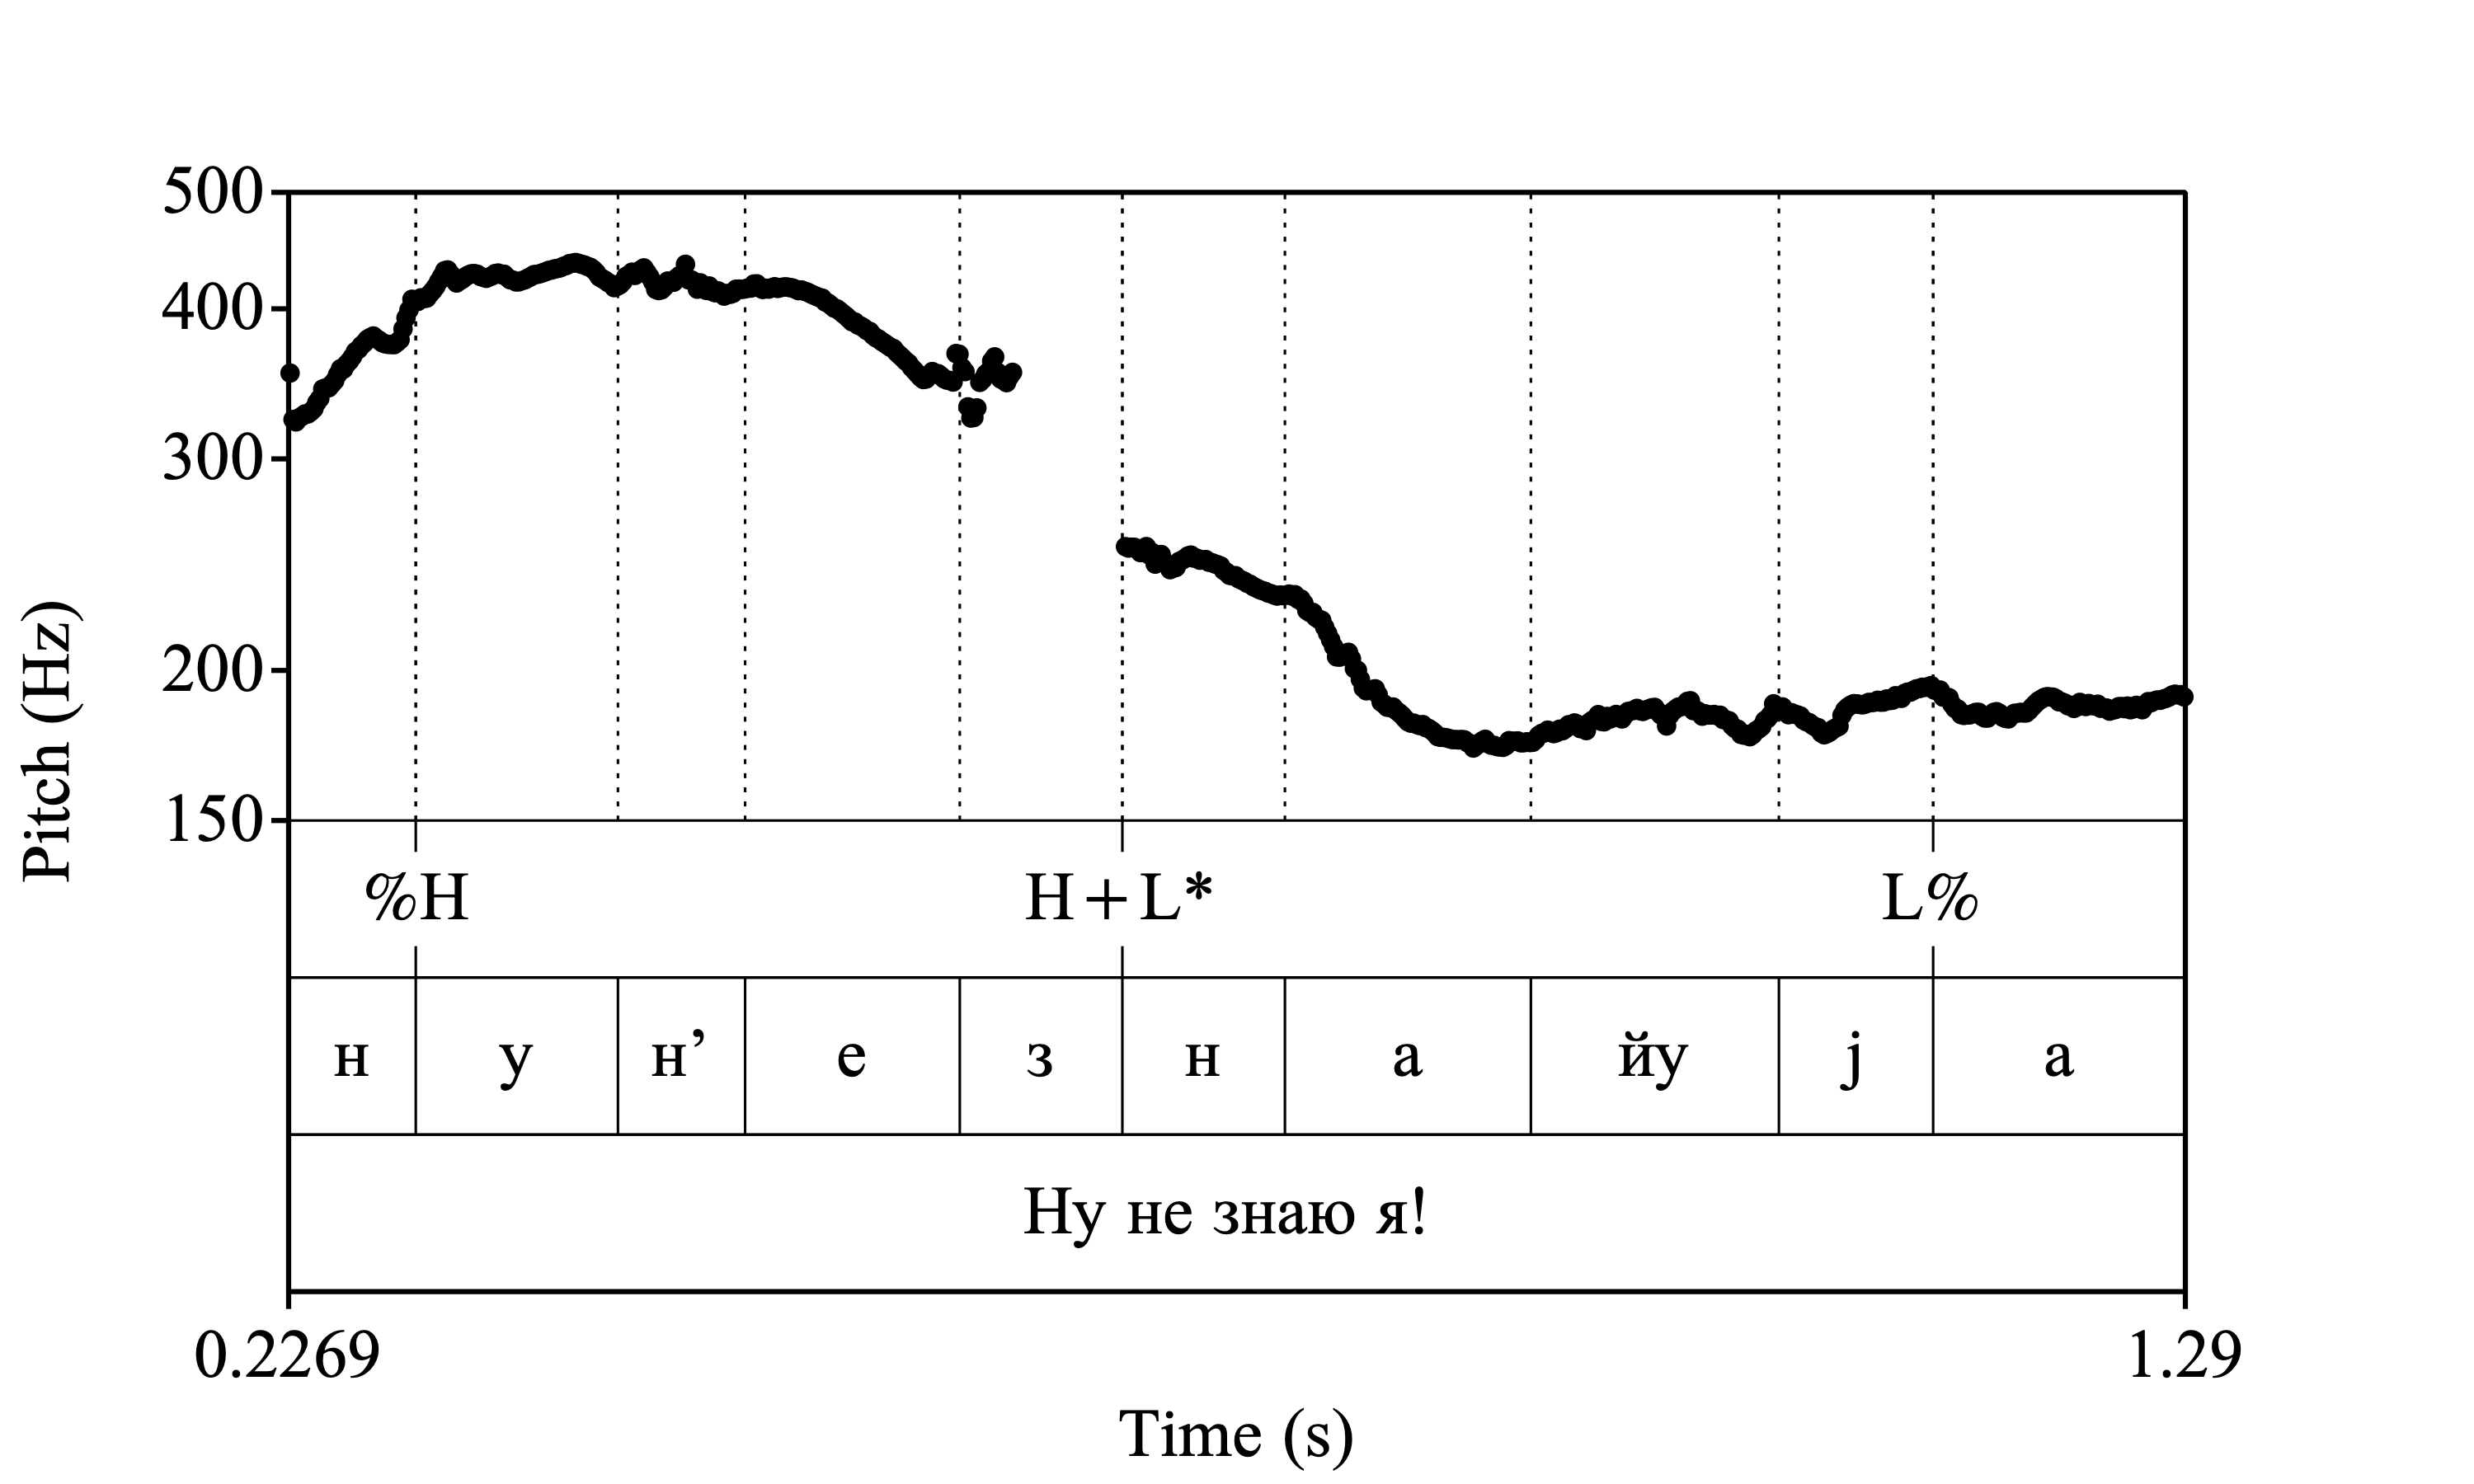 500
400
300
200
150
Pitch (Hz)
%H H+L* L%
н у н’ е з н а йу j а
Ну не знаю я!
0.2269 1.29
Time (s)